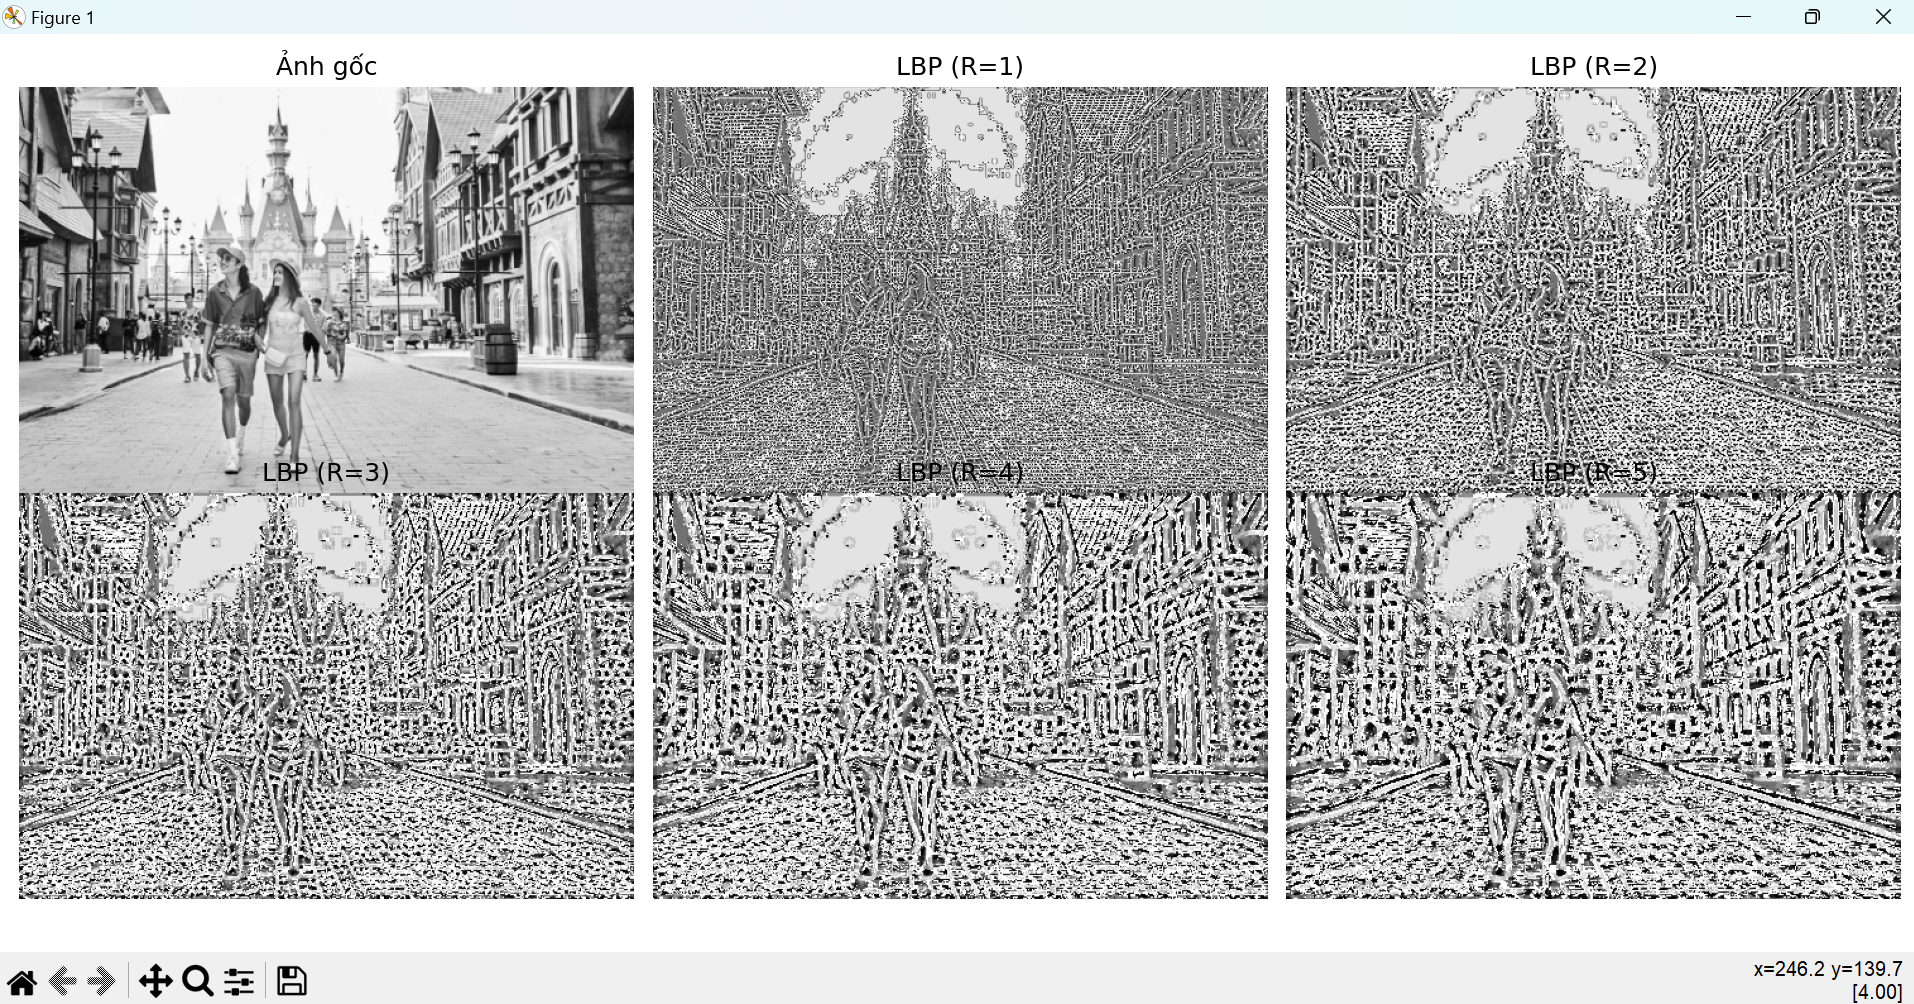 Figure 1
Ảnh gốc
LBP (R=1)
LBP (R=2)
LBP (R=3)
LBP (R=4)
LBP (R=5)
x=246.2 y=139.7
[4.00]